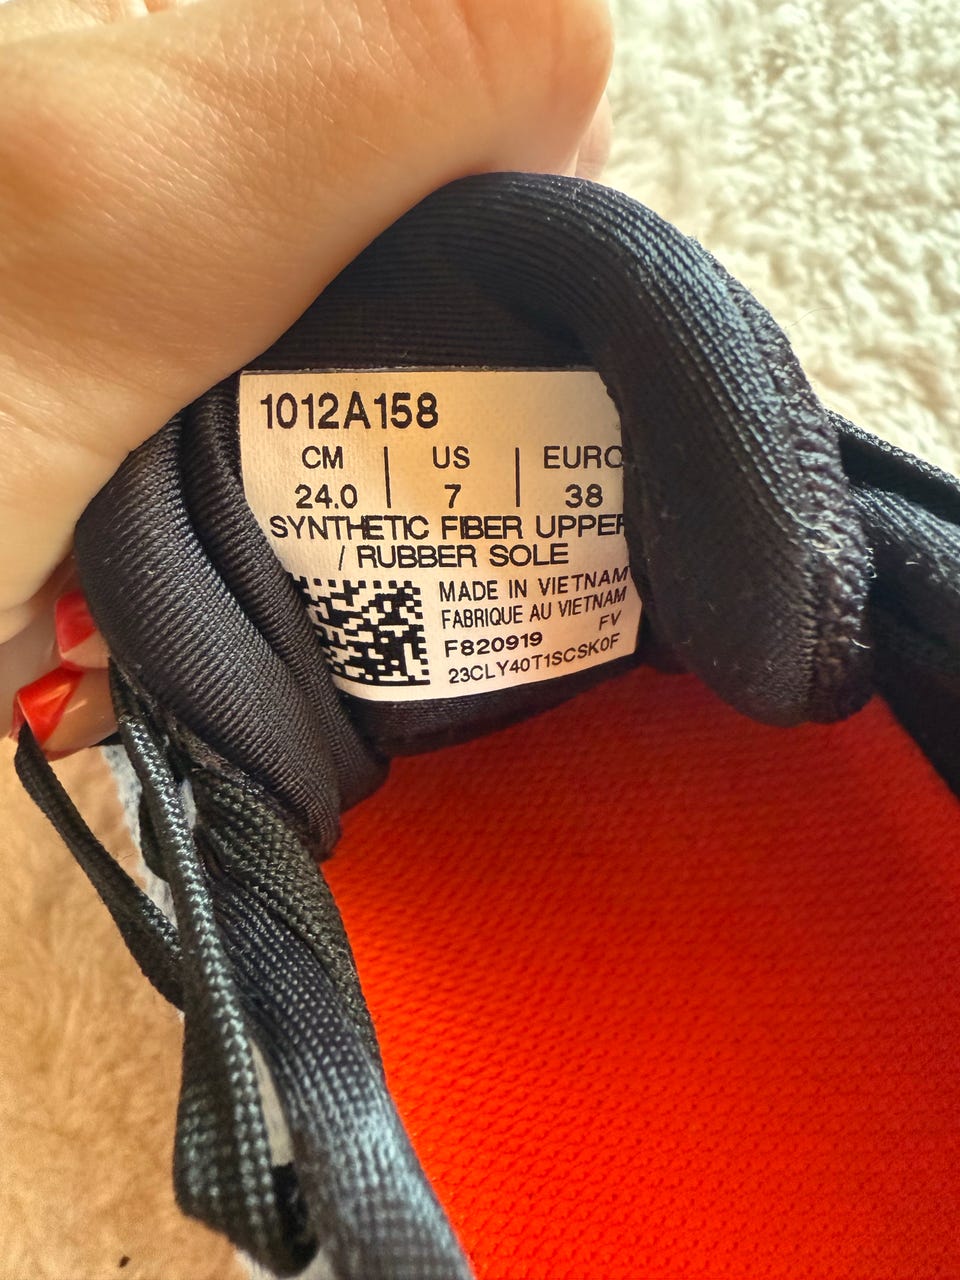 1012A158
CM | US | EURO
24.0 | 7 | 38
SYNTHETIC FIBER UPPER
/ RUBBER SOLE
MADE IN VIETNAM
FABRIQUE AU VIETNAM
FV
F820919
23CLY40T1SCSK0F